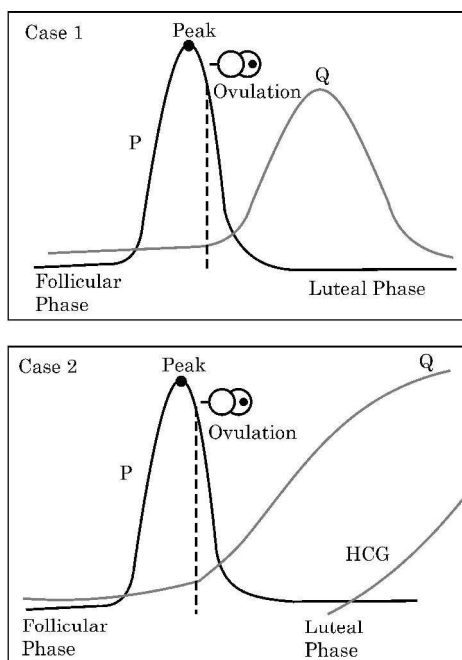 Case 1
Peak
Q
Ovulation
P
Follicular
Phase
Luteal Phase
Case 2
Peak
Q
Ovulation
P
HCG
Follicular
Phase
Luteal
Phase